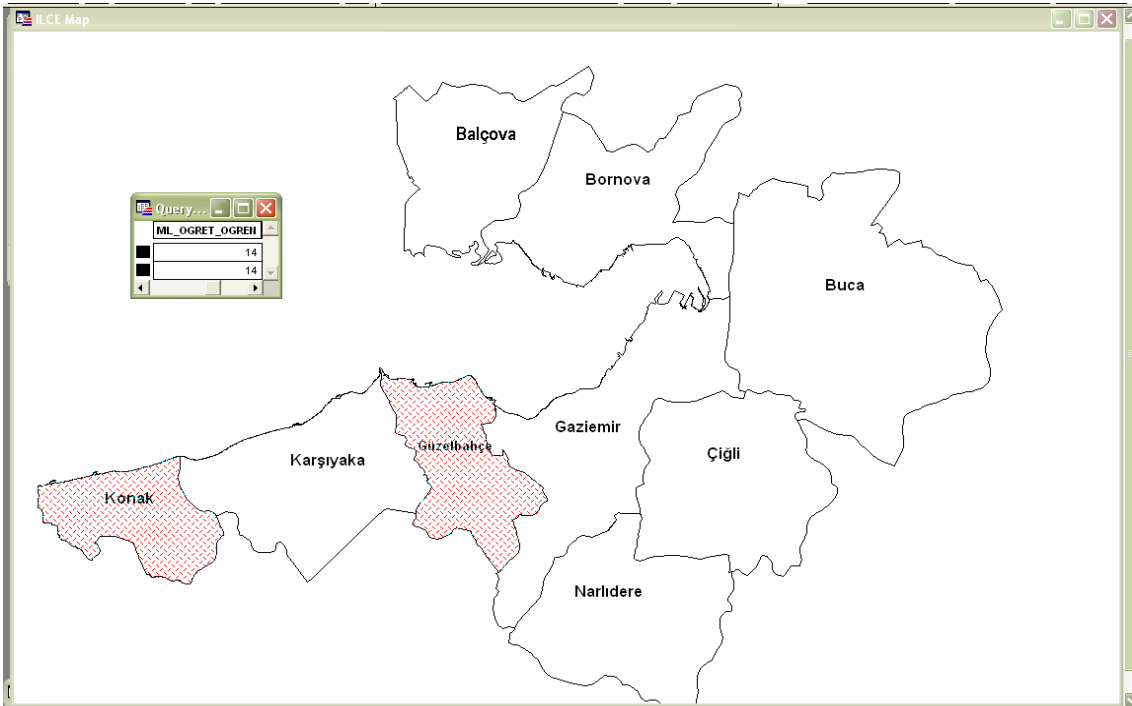 ILCE Map
Balçova
Bornova
Query...
ML_OGRET_OGREN
14
14
Buca
Gaziemir
Güzelbahçe
Çiğli
Karşıyaka
Konak
Narlıdere